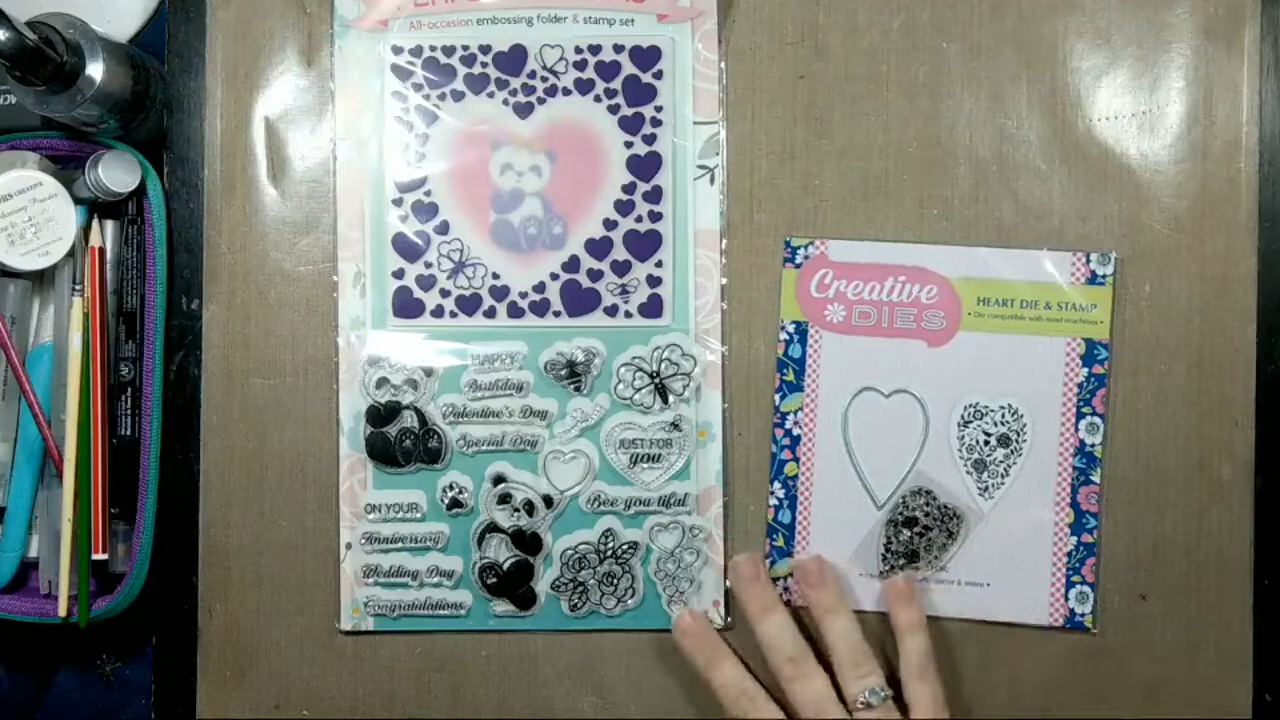 All-occasion embossing folder & stamp set
HAPPY
Birthday
Valentine's Day
Special Day
JUST FOR
you
ON YOUR
Bee you tiful
Anniversary
Wedding Day
Congratulations
Creative
DIES
HEART DIE & STAMP
• Die compatible with most machines •
& more •